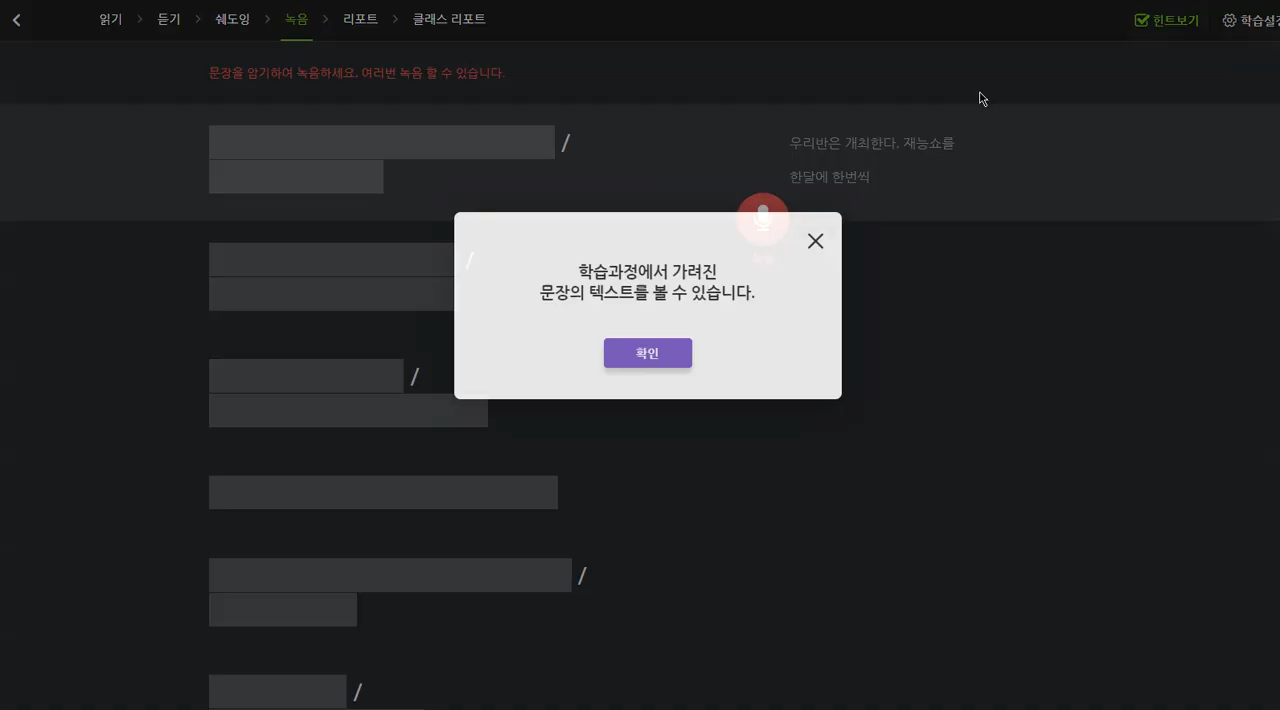 읽기 > 듣기 > 쉐도잉 > 녹음 > 리포트 > 클래스 리포트
힌트보기
학습설정
문장을 암기하여 녹음하세요. 여러번 녹음 할 수 있습니다.
/
우리반은 개최한다. 재능쇼를
한달에 한번씩
/
학습과정에서 가려진
문장의 텍스트를 볼 수 있습니다.
확인
/
/
/